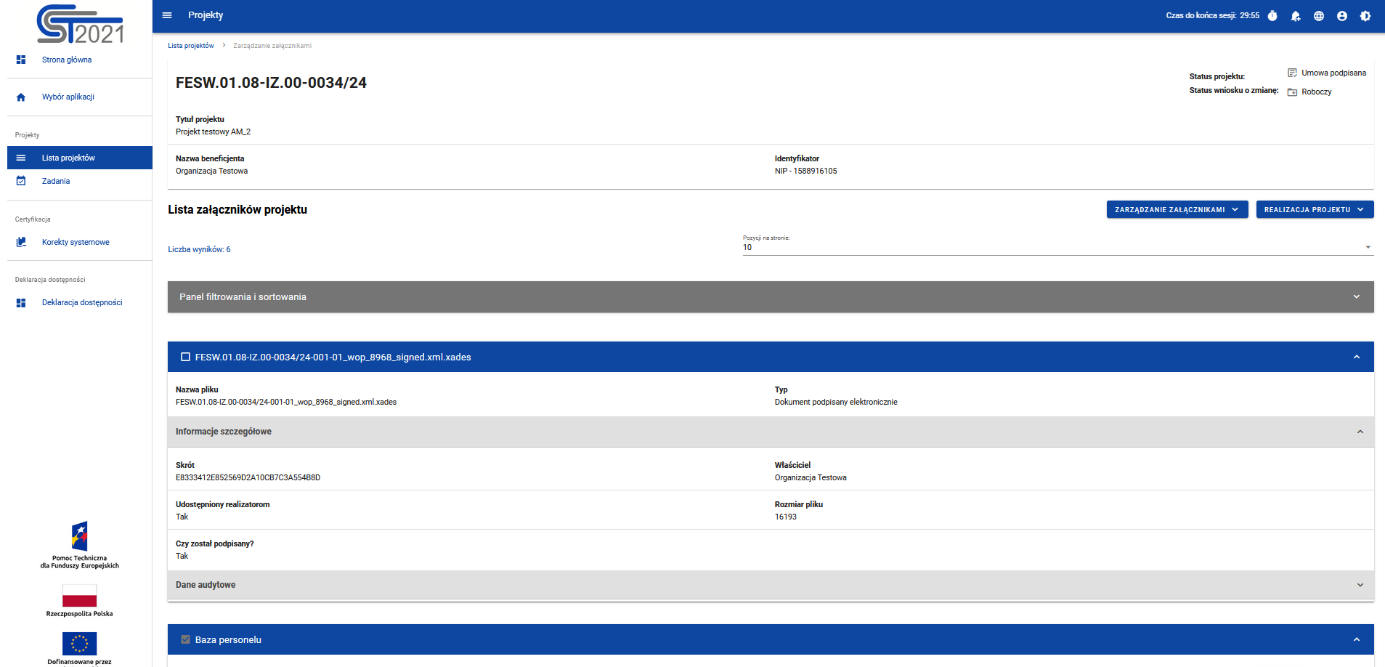 CST2021
Strona główna
Wybór aplikacji
Projekty
Lista projektów
Zadania
Certyfikacja
Korekty systemowe
Deklaracja dostępności
Deklaracja dostępności
Pomoc Techniczna
dla Funduszy Europejskich
Rzeczpospolita Polska
Dofinansowane przez
Projekty
Czas do końca sesji: 29:55
Lista projektów > Zarządzanie załącznikami
FESW.01.08-IZ.00-0034/24
Status projektu: Umowa podpisana
Status wniosku o zmianę: Roboczy
Tytuł projektu
Projekt testowy AM_2
Nazwa beneficjenta
Organizacja Testowa
Identyfikator
NIP - 1588916105
Lista załączników projektu
ZARZĄDZANIE ZAŁĄCZNIKAMI
REALIZACJA PROJEKTU
Liczba wyników: 6
Pozycji na stronie:
10
Panel filtrowania i sortowania
FESW.01.08-IZ.00-0034/24-001-01_wop_8968_signed.xml.xades
Nazwa pliku
FESW.01.08-IZ.00-0034/24-001-01_wop_8968_signed.xml.xades
Typ
Dokument podpisany elektronicznie
Informacje szczegółowe
Skrót
E8333412E852569D2A10CB7C3A554B8D
Właściciel
Organizacja Testowa
Udostępniony realizatorom
Tak
Rozmiar pliku
16193
Czy został podpisany?
Tak
Dane audytowe
Baza personelu